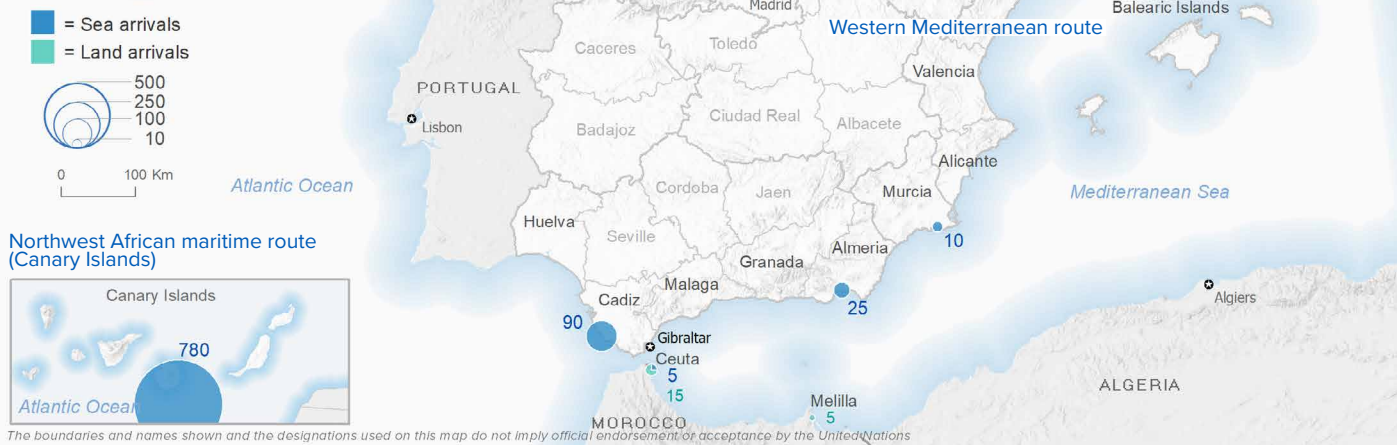 = Sea arrivals
= Land arrivals
500
250
100
10
0 100 Km
Madrid
Western Mediterranean route
Balearic Islands
Caceres
Toledo
Valencia
PORTUGAL
Lisbon
Badajoz
Ciudad Real
Albacete
Alicante
Atlantic Ocean
Cordoba
Jaen
Murcia
Mediterranean Sea
Huelva
Seville
Almeria
10
Granada
Malaga
Cadiz
25
Algiers
90
Gibraltar
Ceuta
5
15
Melilla
5
ALGERIA
MOROCCO
Northwest African maritime route
(Canary Islands)
Canary Islands
780
Atlantic Ocean
The boundaries and names shown and the designations used on this map do not imply official endorsement or acceptance by the United Nations